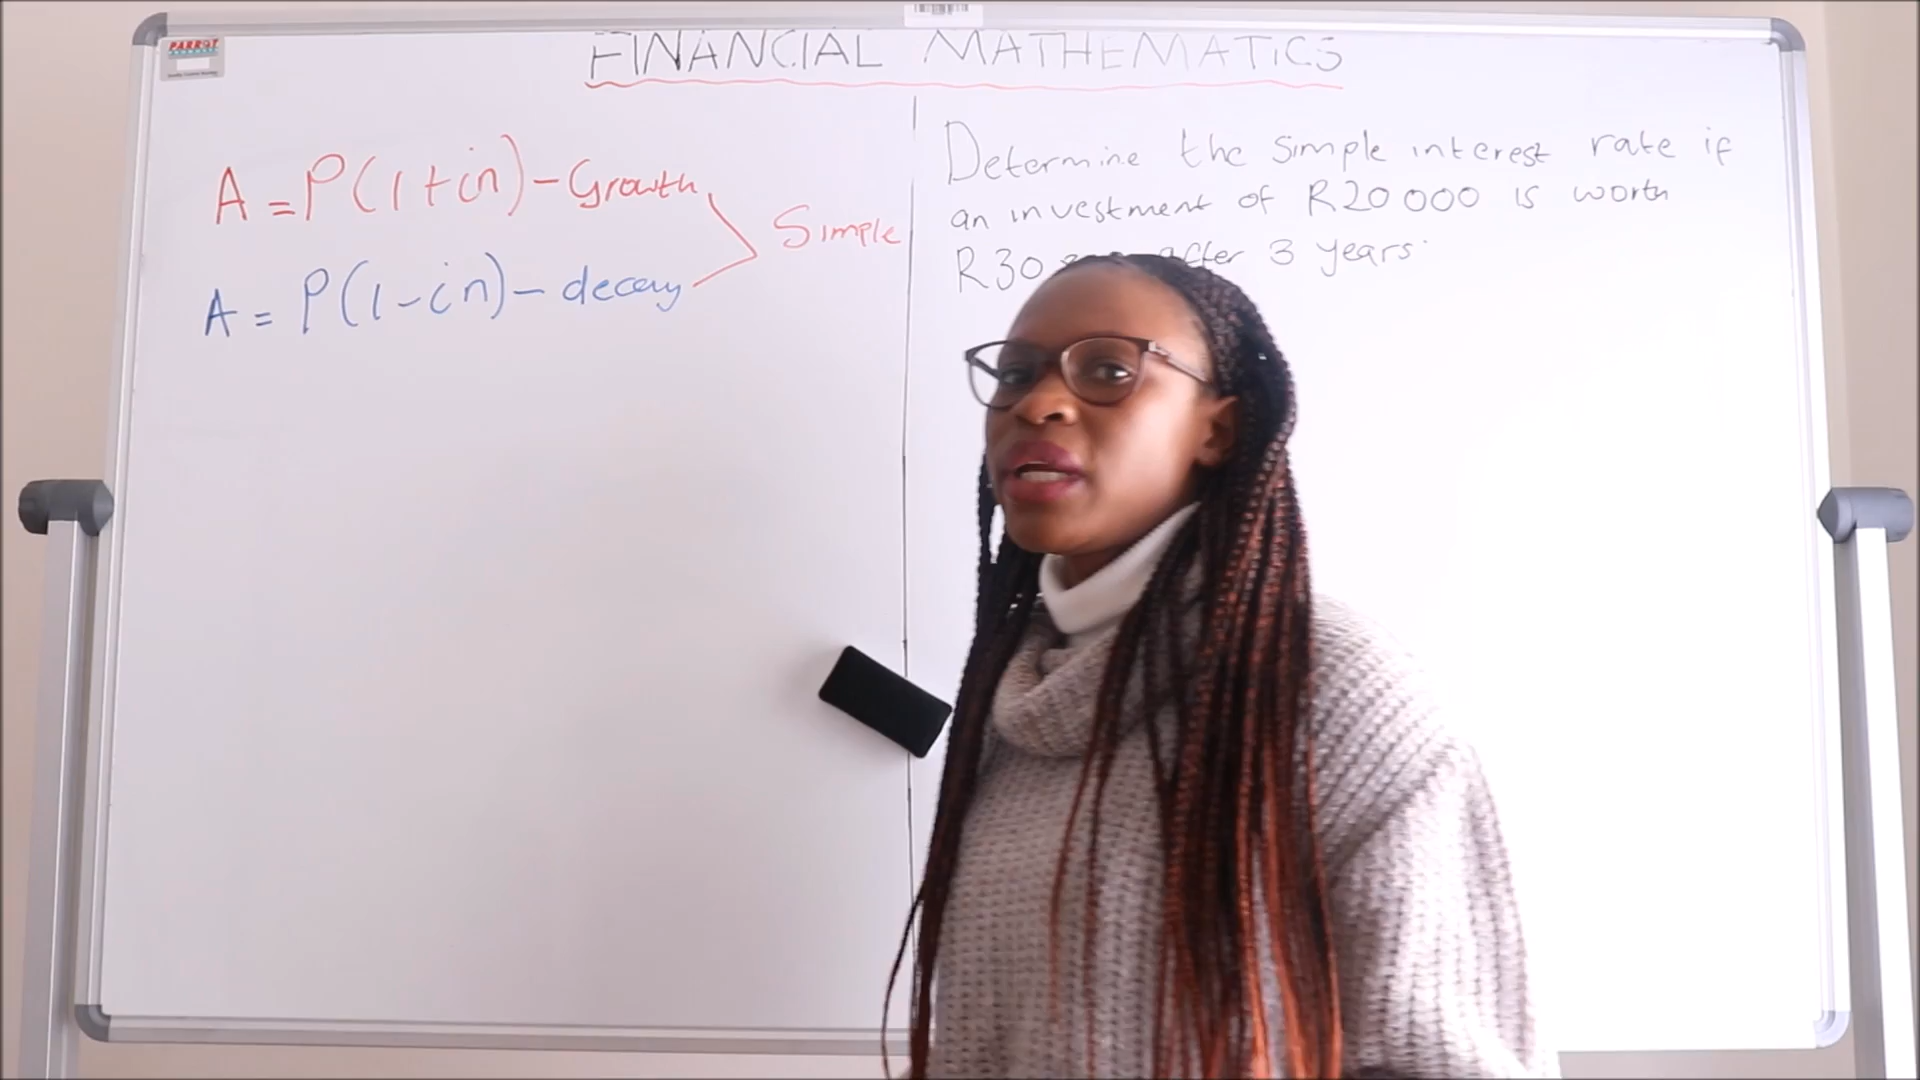 PARROT
FINANCIAL MATHEMATICS
A = P(1+in) - Growth
Simple
A = P(1-in) - decay
Determine the simple interest rate if
an investment of R20 000 is worth
R30 after 3 years.